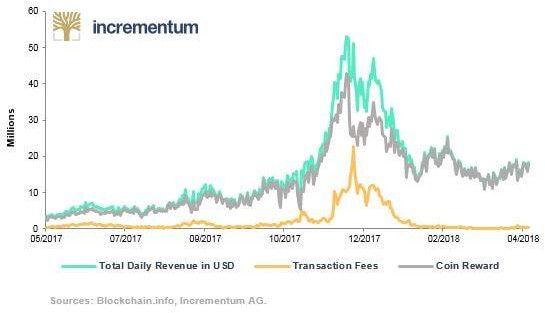 incrementum
60
50
40
30
20
10
0
Millions
05/2017 07/2017 09/2017 10/2017 12/2017 02/2018 04/2018
Total Daily Revenue in USD Transaction Fees Coin Reward
Sources: Blockchain.info, Incrementum AG.